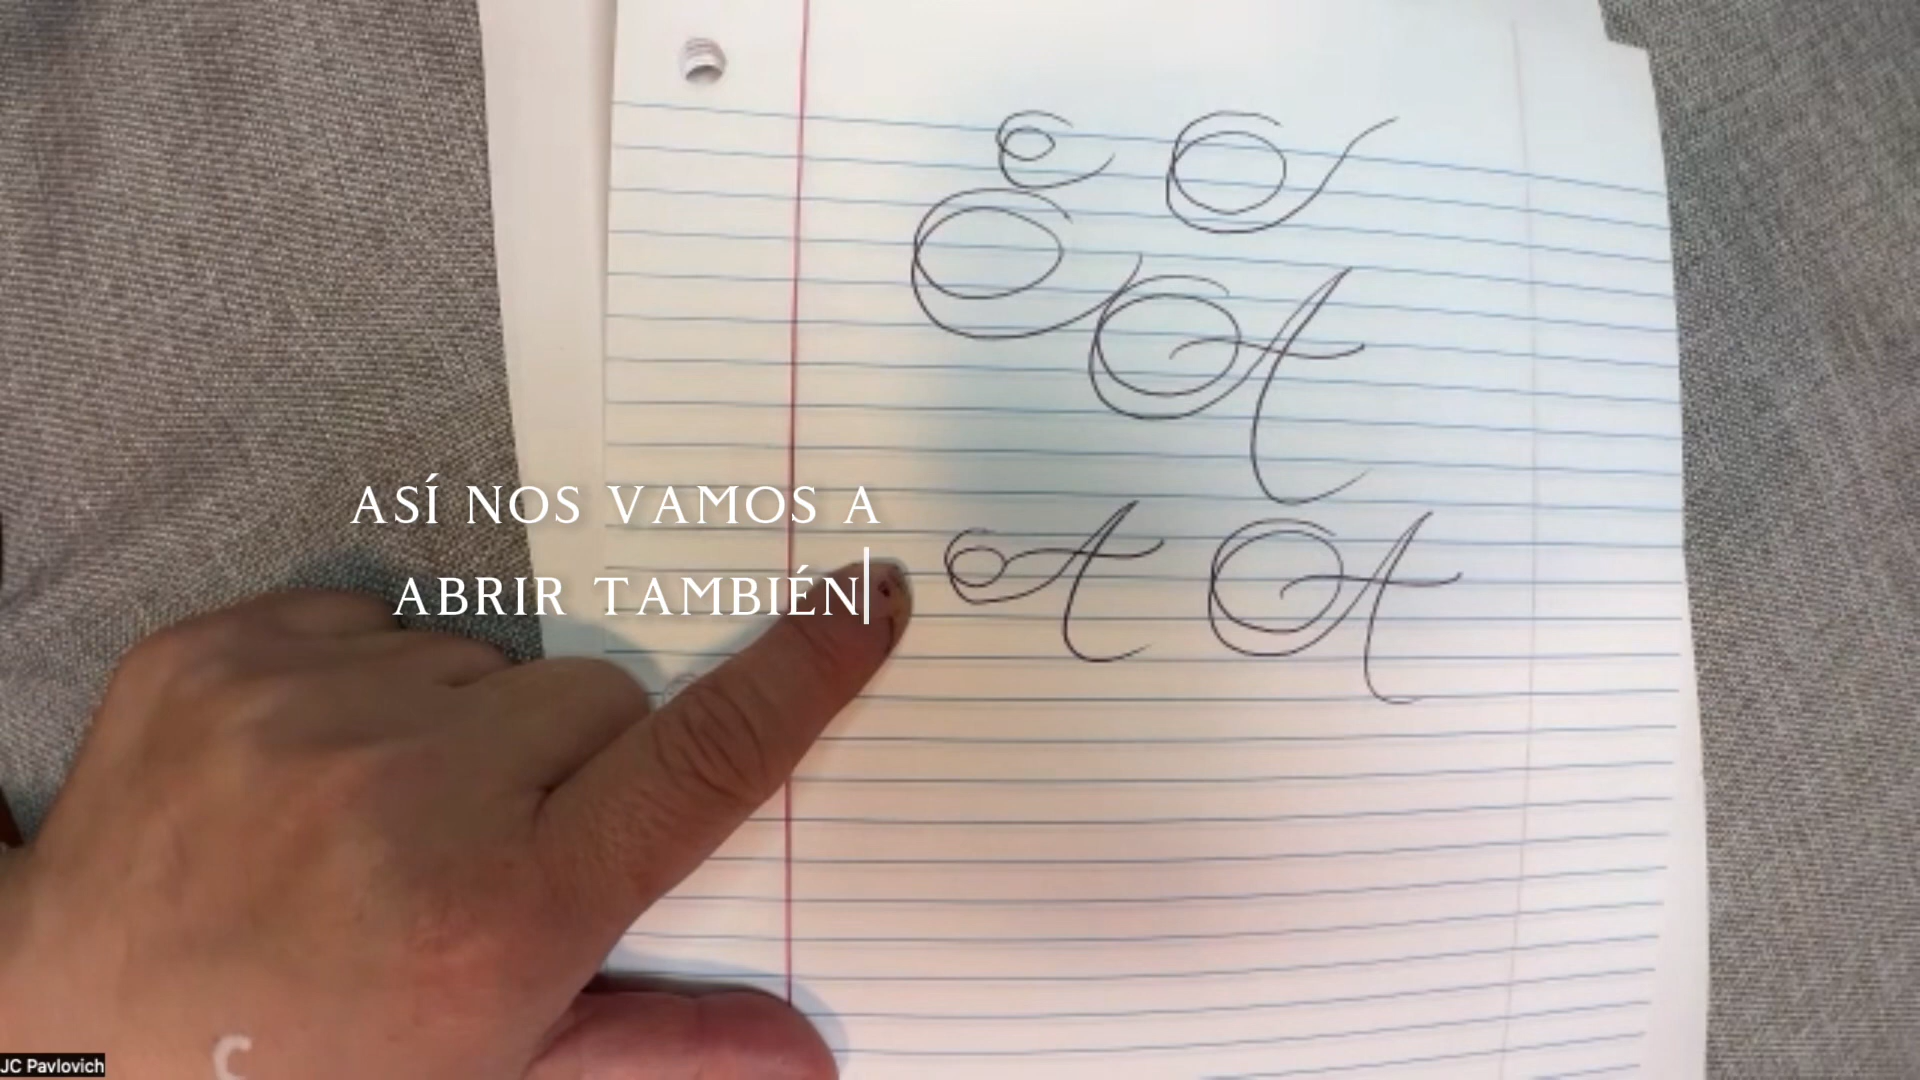 A
A A
ASÍ NOS VAMOS A
ABRIR TAMBIÉN
JC Pavlovich
C